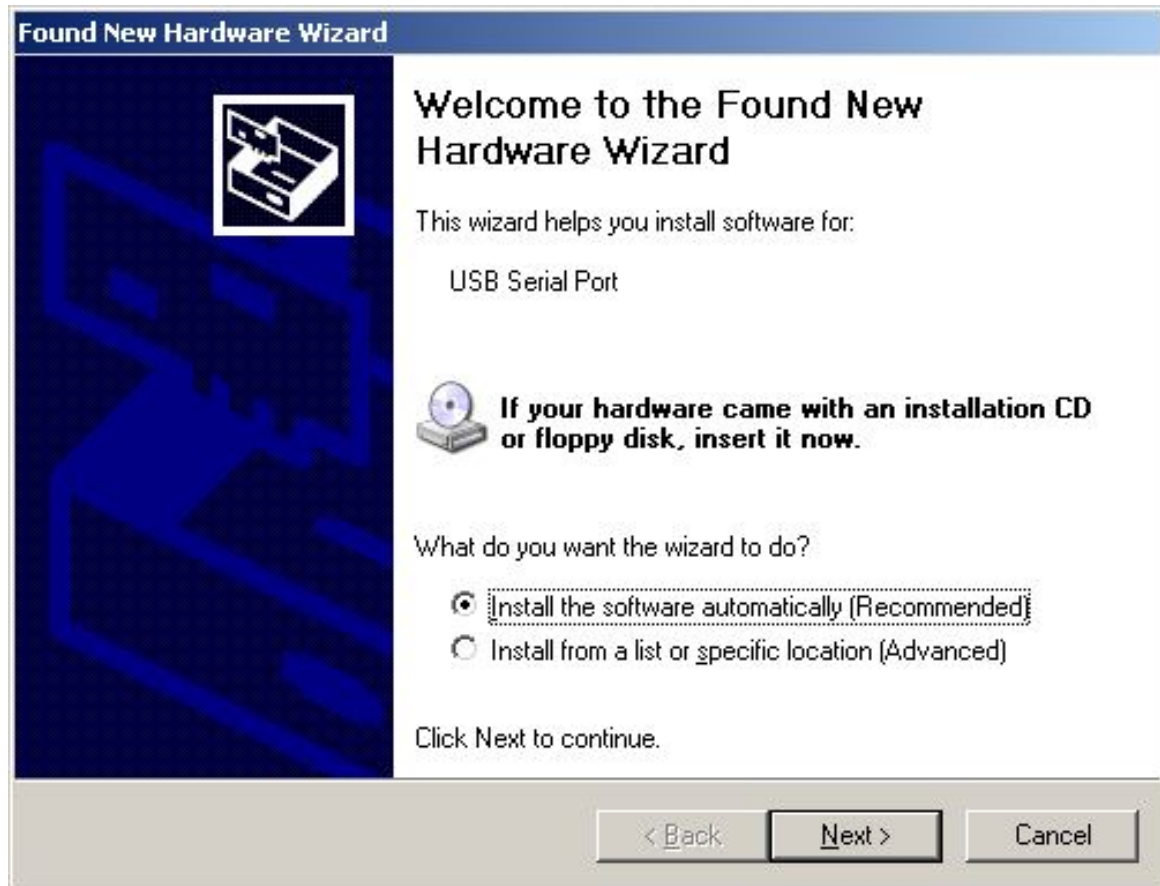 Found New Hardware Wizard
Welcome to the Found New
Hardware Wizard
This wizard helps you install software for:
USB Serial Port
If your hardware came with an installation CD
or floppy disk, insert it now.
What do you want the wizard to do?
Install the software automatically (Recommended)
Install from a list or specific location (Advanced)
Click Next to continue.
< Back
Next >
Cancel